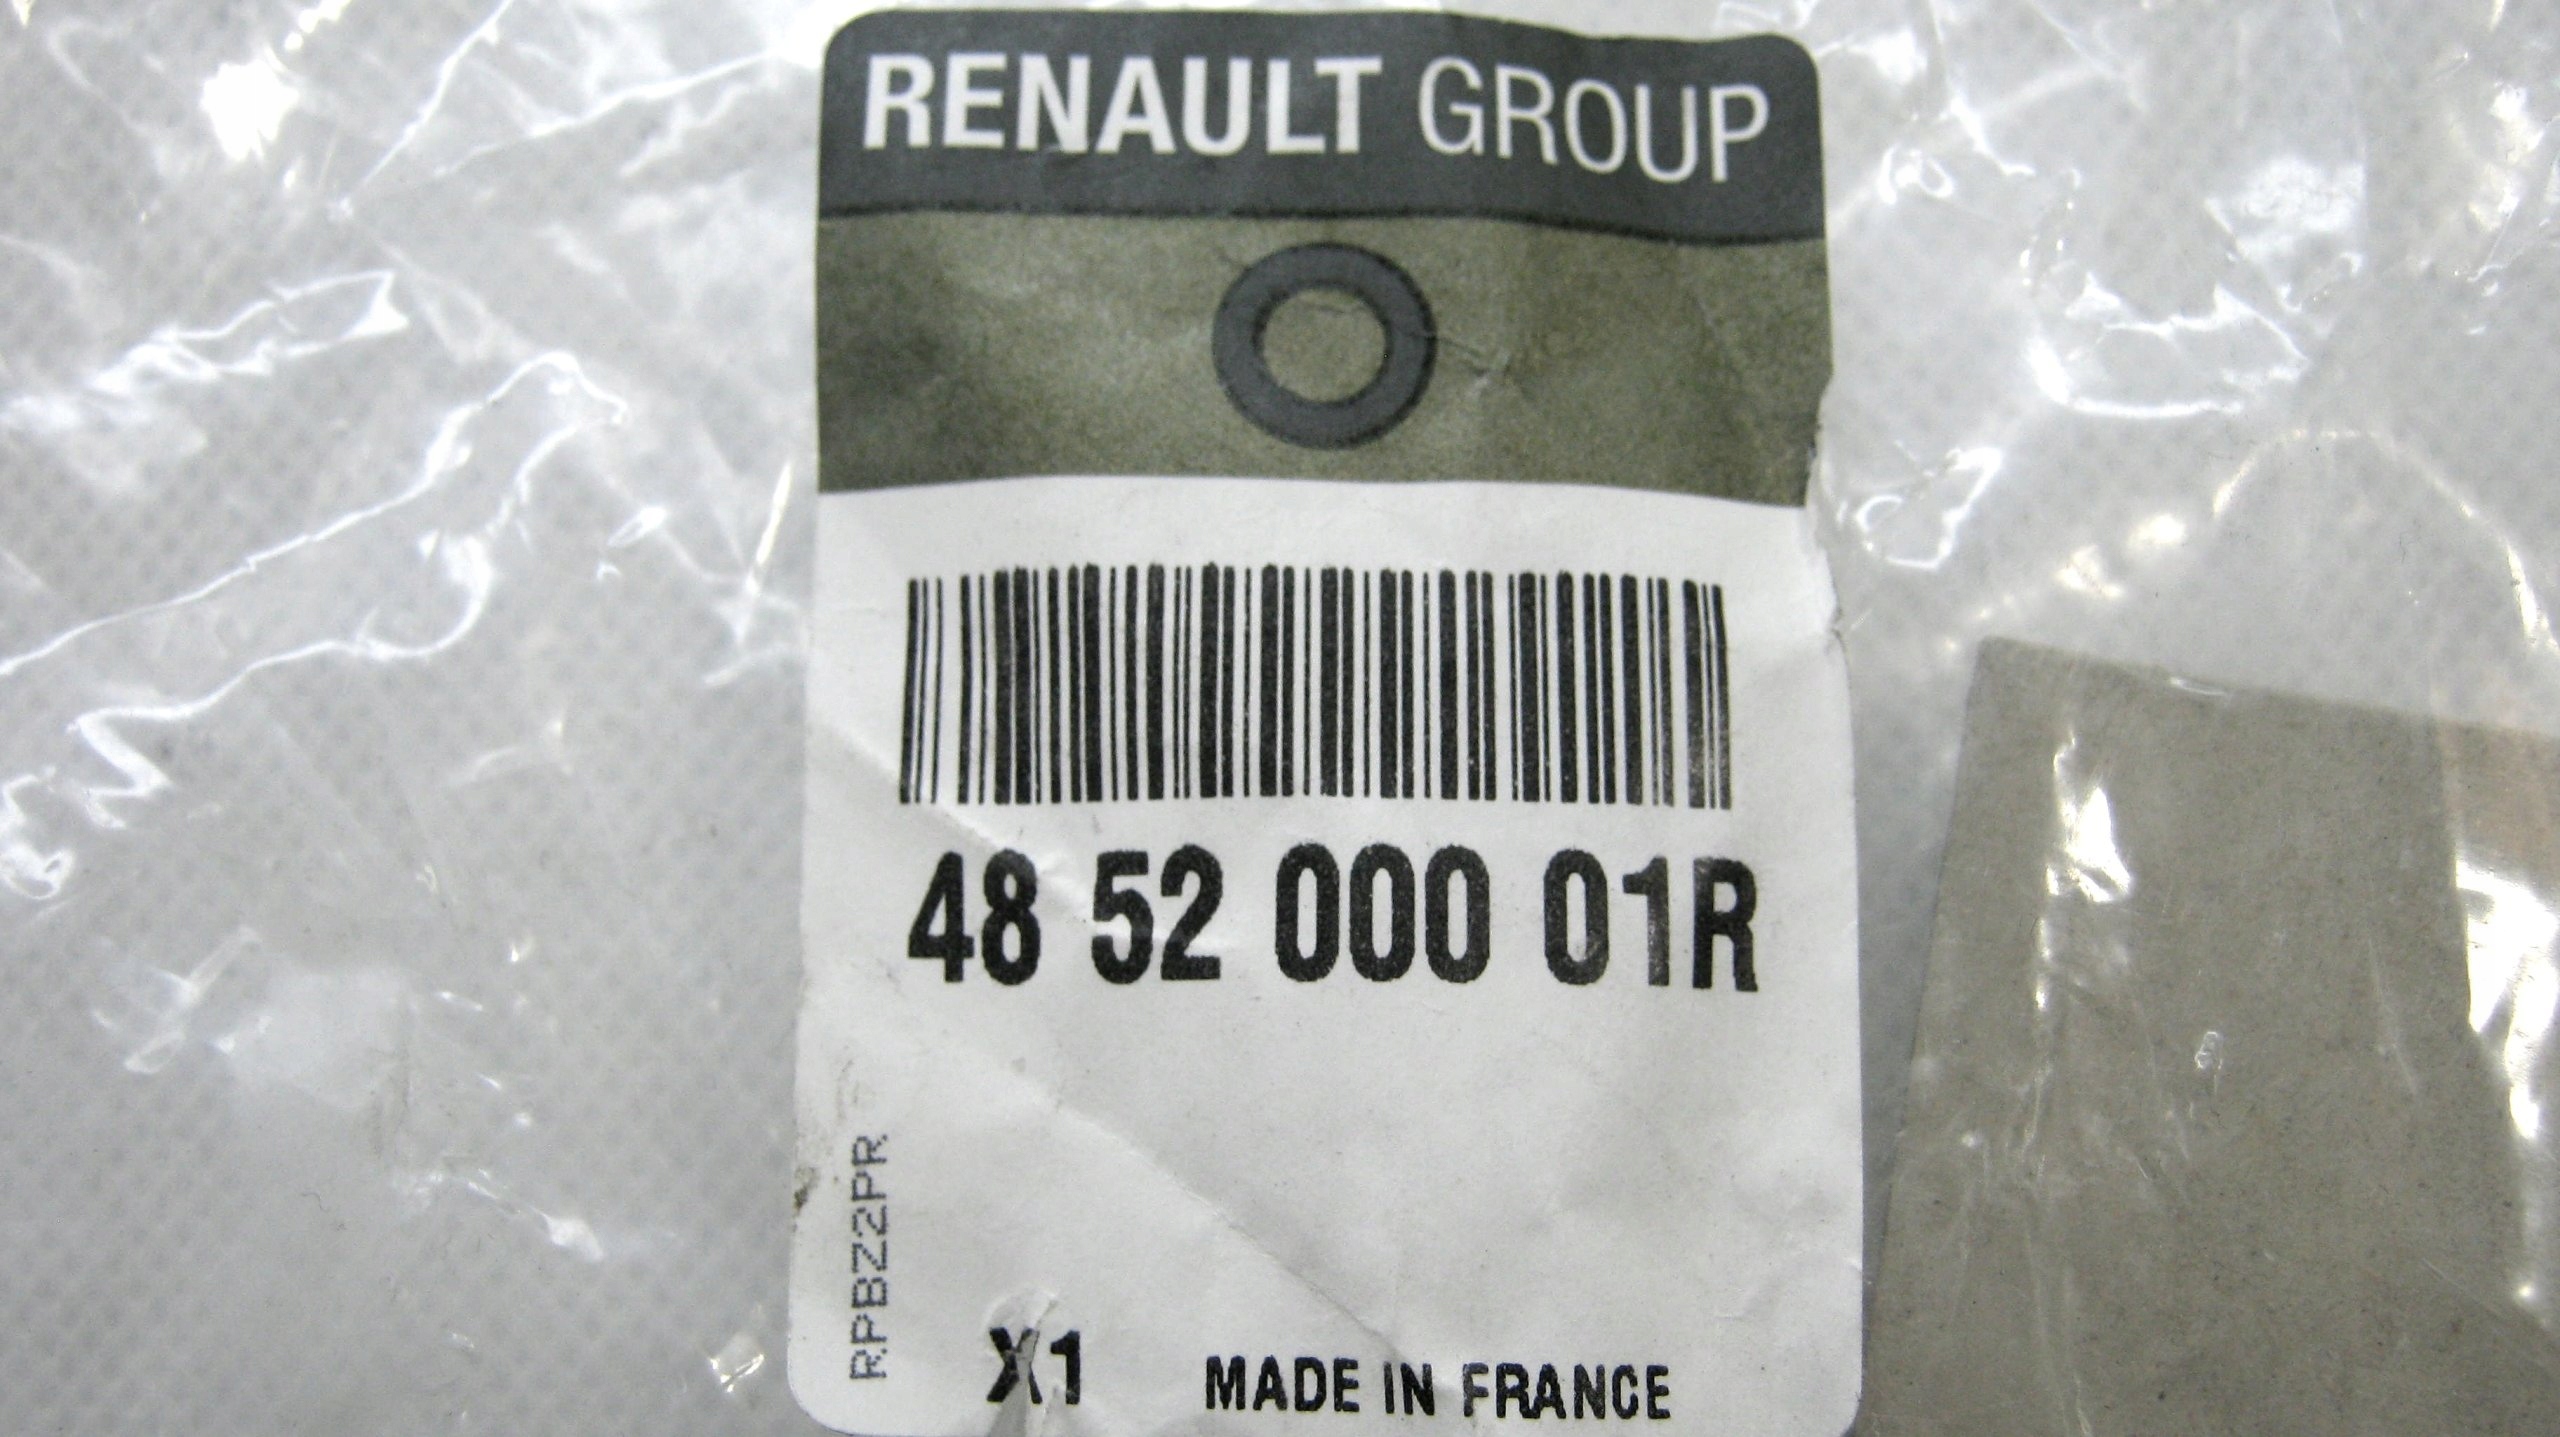 RENAULT GROUP
48 52 000 01R
RPBZ2PR
X1
MADE IN FRANCE